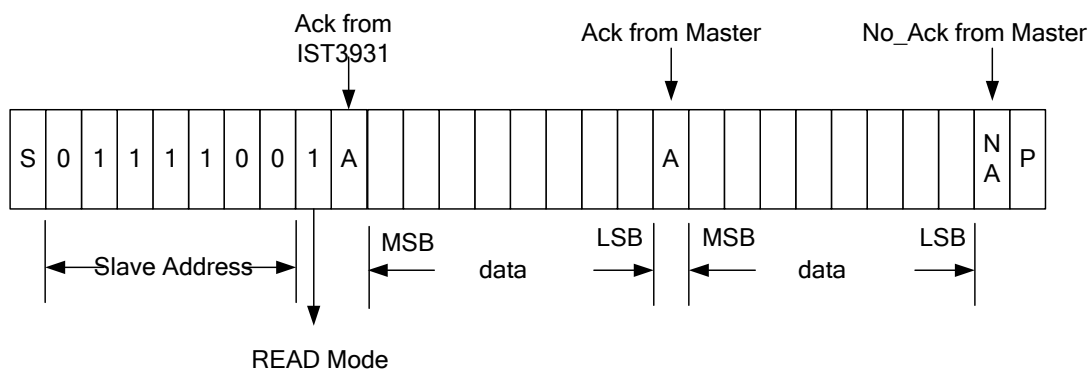 Ack from
IST3931
Ack from Master
No_Ack from Master
S 0 1 1 1 1 0 0 1 A A N A P
MSB LSB MSB LSB
Slave Address data data
READ Mode